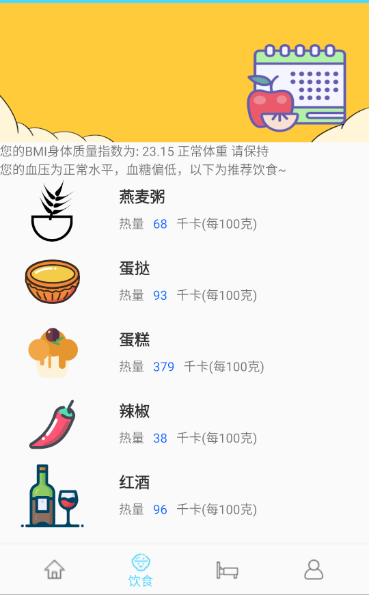 您的BMI身体质量指数为: 23.15 正常体重 请保持
您的血压为正常水平，血糖偏低，以下为推荐饮食~
燕麦粥
热量 68 千卡(每100克)
蛋挞
热量 93 千卡(每100克)
蛋糕
热量 379 千卡(每100克)
辣椒
热量 38 千卡(每100克)
红酒
热量 96 千卡(每100克)
饮食